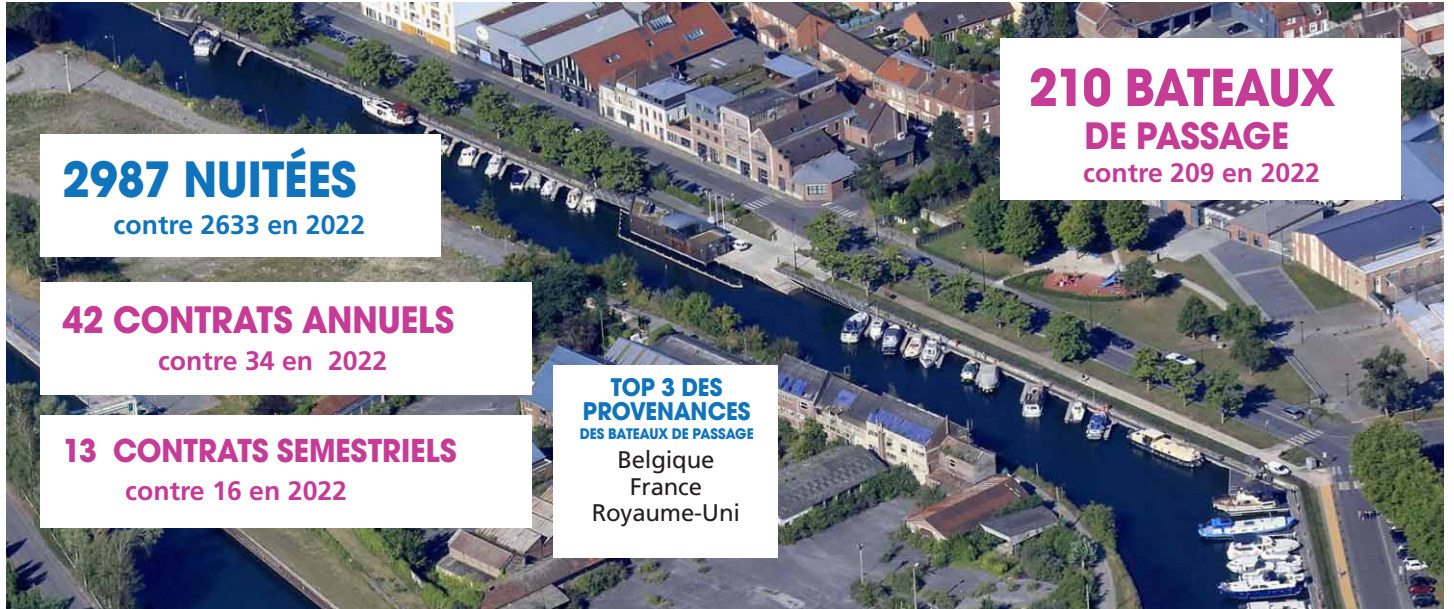 2987 NUITÉES
contre 2633 en 2022
42 CONTRATS ANNUELS
contre 34 en 2022
13 CONTRATS SEMESTRIELS
contre 16 en 2022
TOP 3 DES
PROVENANCES
DES BATEAUX DE PASSAGE
Belgique
France
Royaume-Uni
210 BATEAUX
DE PASSAGE
contre 209 en 2022